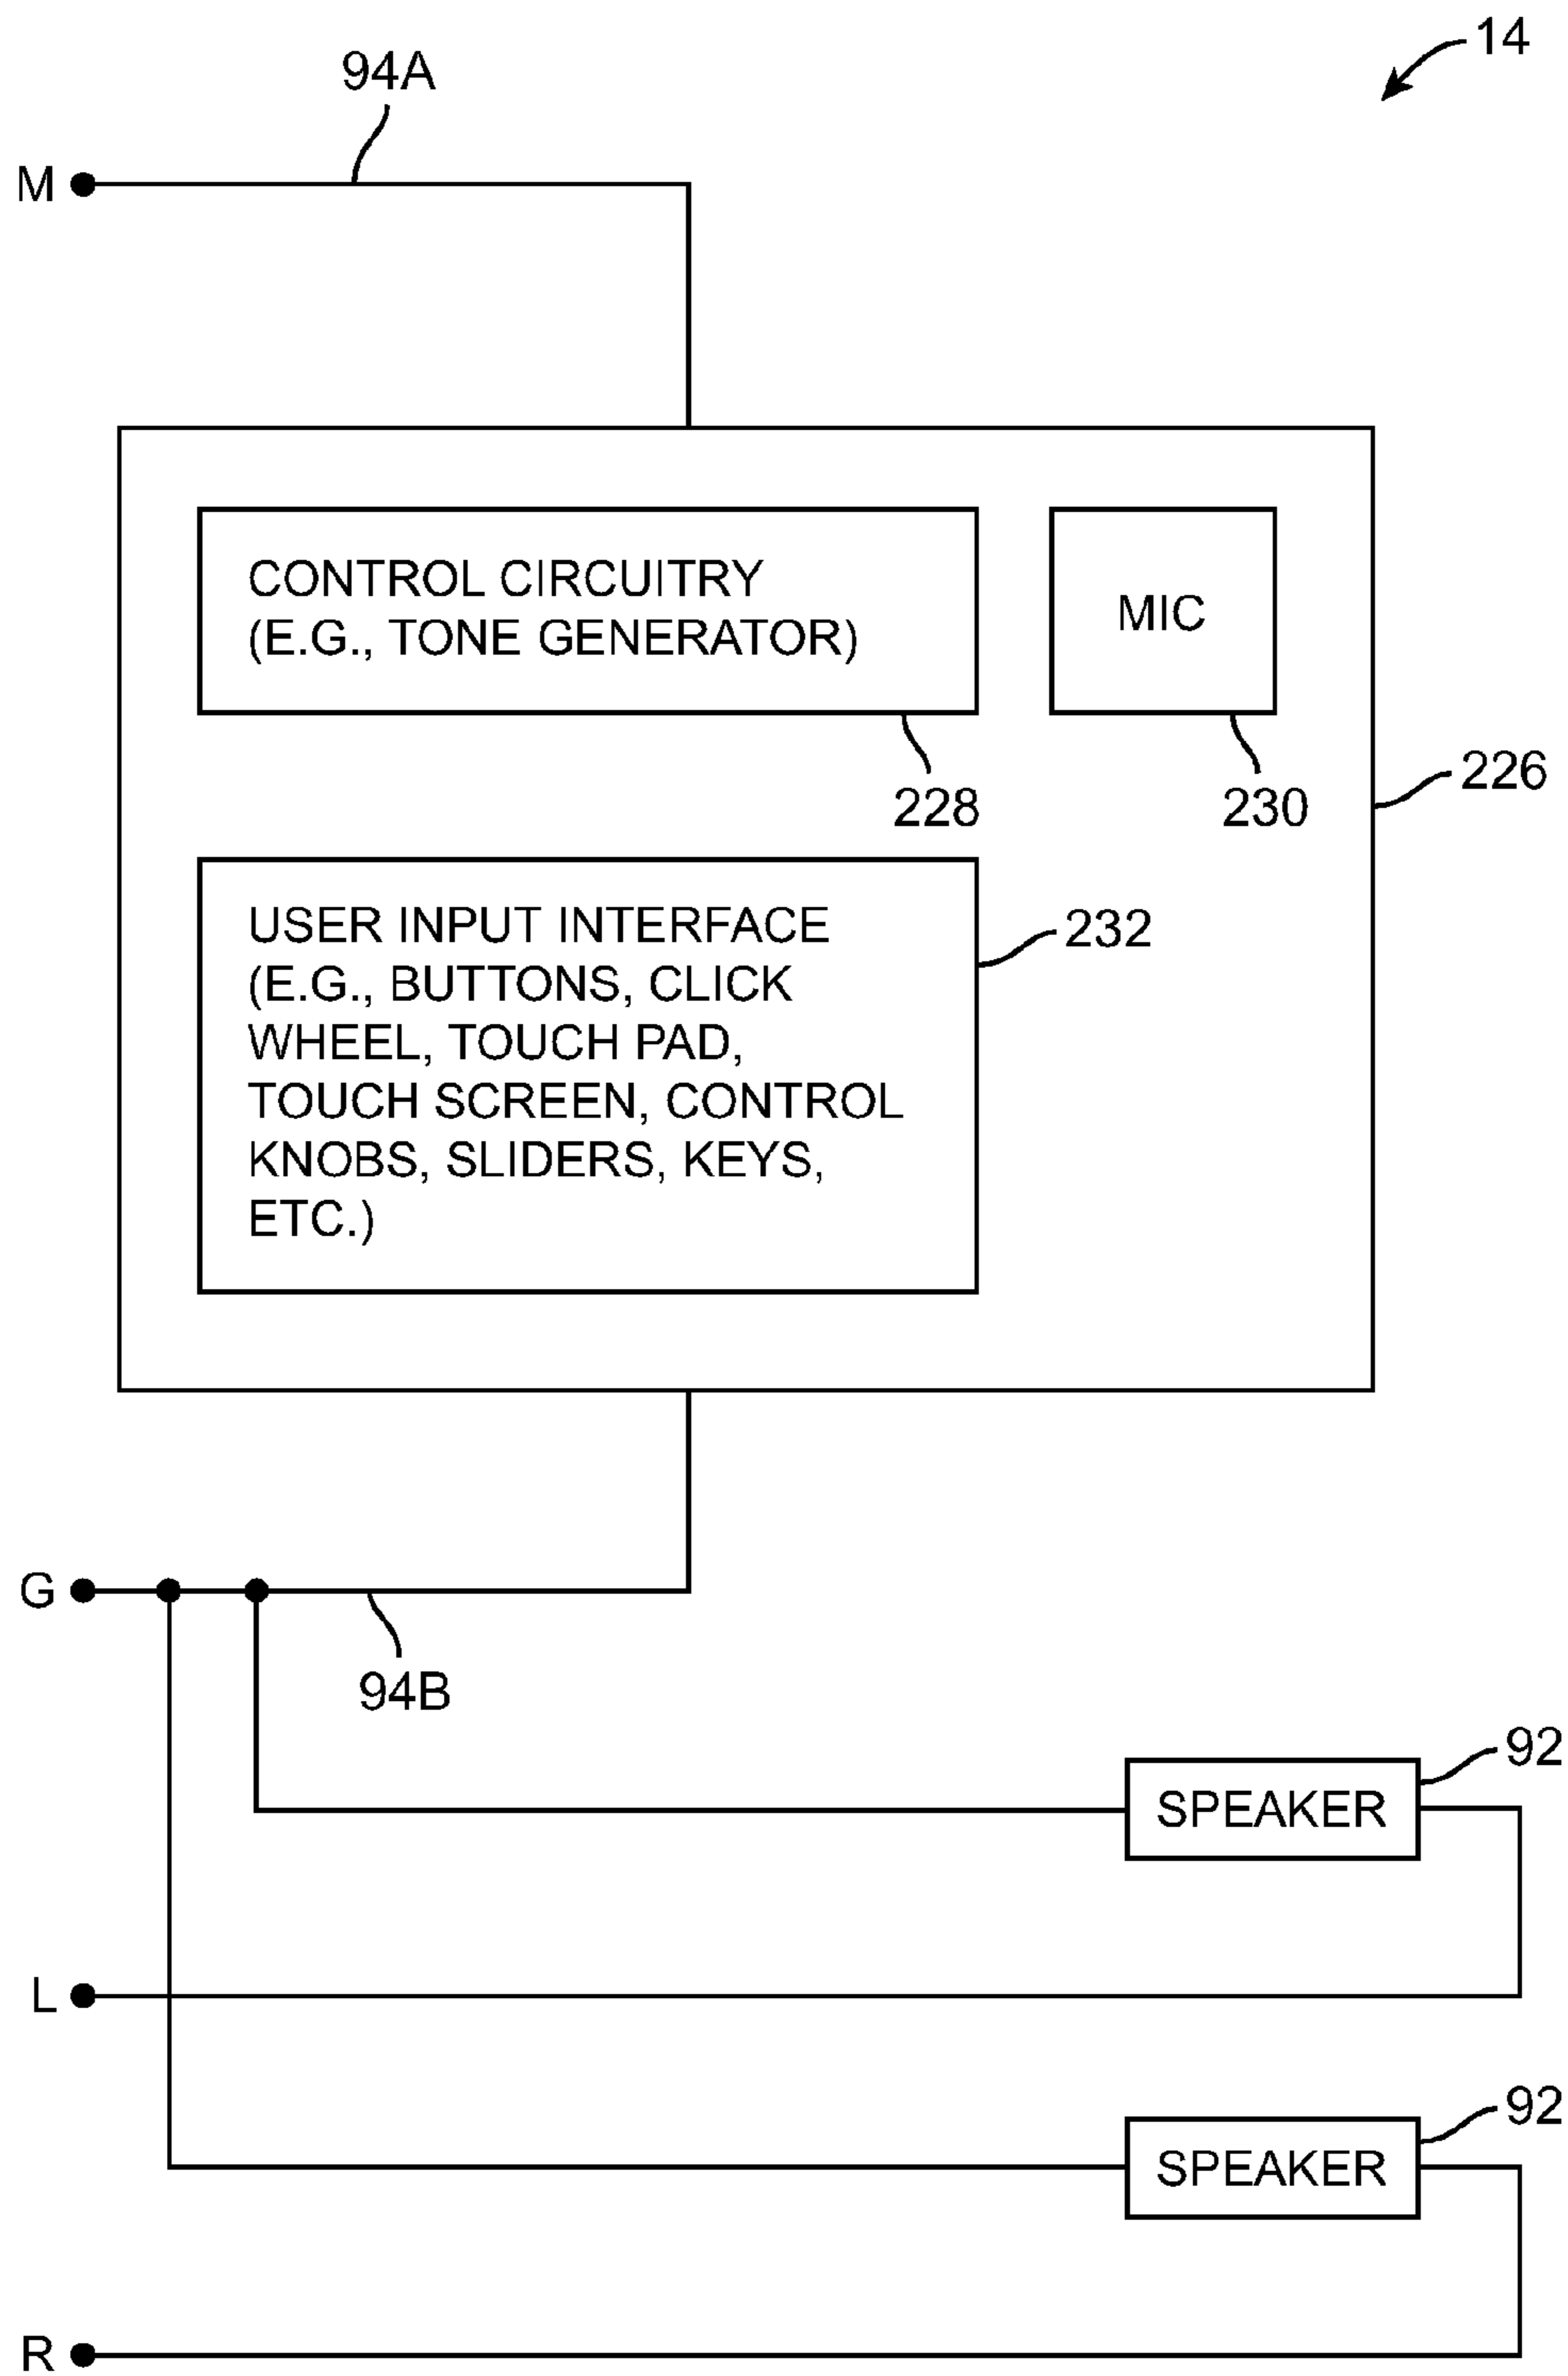 14
94A
M
CONTROL CIRCUITRY
(E.G., TONE GENERATOR)
MIC
228
230
226
USER INPUT INTERFACE
(E.G., BUTTONS, CLICK
WHEEL, TOUCH PAD,
TOUCH SCREEN, CONTROL
KNOBS, SLIDERS, KEYS,
ETC.)
232
G
94B
92
SPEAKER
L
92
SPEAKER
R